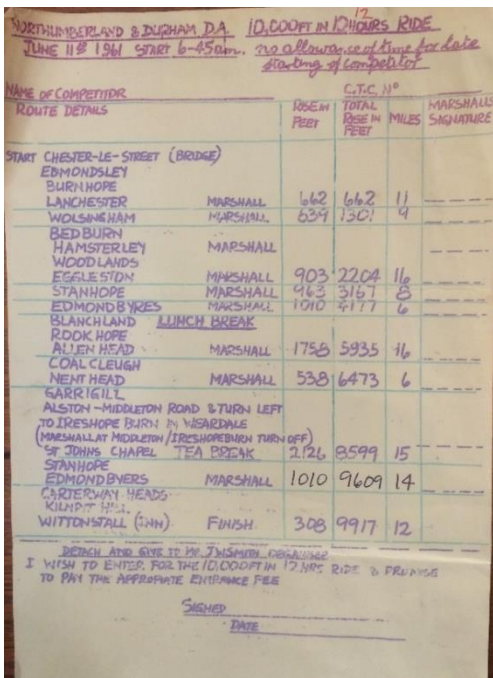 NORTHUMBERLAND & DURHAM D.A. 10,000FT IN 12 HOURS RIDE
JUNE 11th 1961 START 6-45am. no allowance of time for late
starting of competitor
NAME OF COMPETITOR C.T.C. No
ROUTE DETAILS RISE IN FEET TOTAL RISE IN FEET MILES MARSHALLS SIGNATURE
START CHESTER-LE-STREET (BRIDGE)
EDMONDSLEY
BURNHOPE
LANCHESTER MARSHALL 662 662 11
WOLSINGHAM MARSHALL 639 1301 9
BEDBURN
HAMSTERLEY MARSHALL
WOODLANDS
EGGLESTON MARSHALL 903 2204 16
STANHOPE MARSHALL 963 3167 8
EDMONDBYRES MARSHALL 1010 4177 6
BLANCHLAND LUNCH BREAK
ROOKHOPE
ALLEN HEAD MARSHALL 1758 5935 16
COAL CLEUGH
NENT HEAD MARSHALL 538 6473 6
GARRIGILL
ALSTON-MIDDLETON ROAD & TURN LEFT
TO IRESHOPE BURN IN WEARDALE
(MARSHALL AT MIDDLETON/IRESHOPEBURN TURN OFF)
ST JOHNS CHAPEL TEA BREAK 2126 8599 15
STANHOPE
EDMONDBYERS MARSHALL 1010 9609 14
CARTERWAY HEADS
KILNPIT HILL
WITTONSTALL (INN) FINISH 308 9917 12
DETACH AND GIVE TO MR. J.W.SMITH
I WISH TO ENTER FOR THE 10,000FT IN 12 HRS RIDE & PROMISE
TO PAY THE APPROPIATE ENTRANCE FEE
SIGNED
DATE